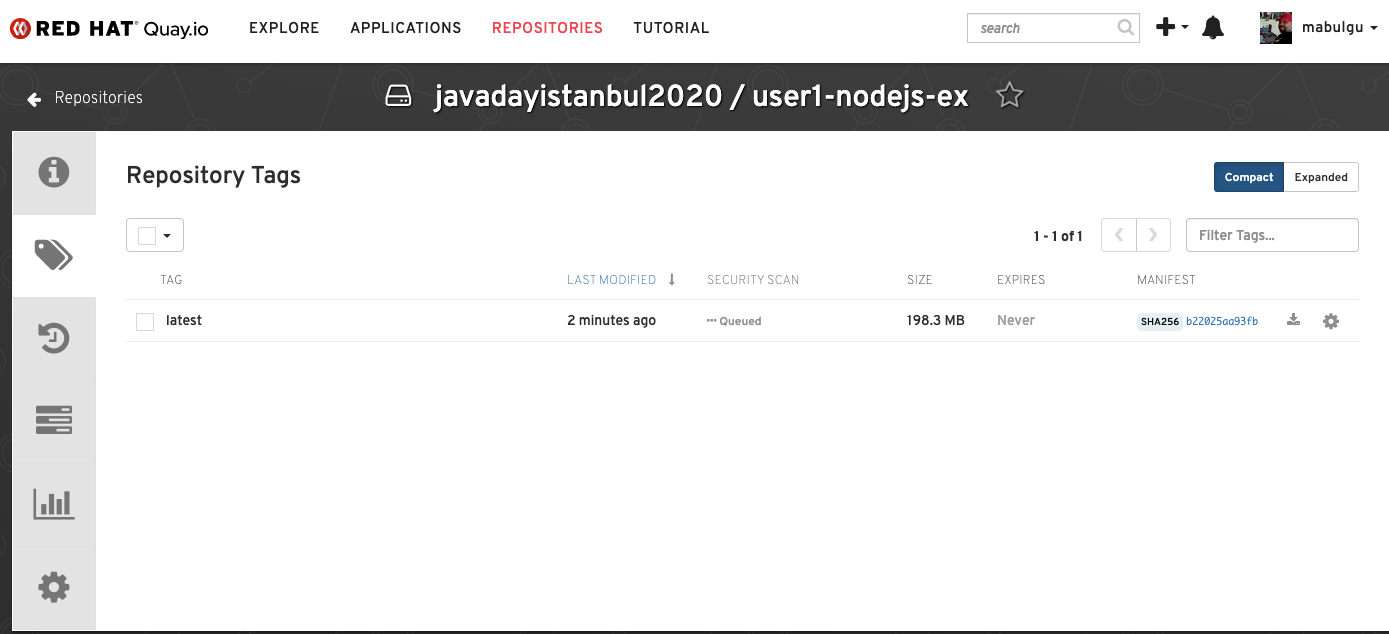 RED HAT® Quay.io EXPLORE APPLICATIONS REPOSITORIES TUTORIAL search mabulgu
Repositories javadayistanbul2020 / user1-nodejs-ex
Repository Tags Compact Expanded
1 - 1 of 1 Filter Tags...
TAG LAST MODIFIED SECURITY SCAN SIZE EXPIRES MANIFEST
latest 2 minutes ago Queued 198.3 MB Never SHA256 b22025aa93fb